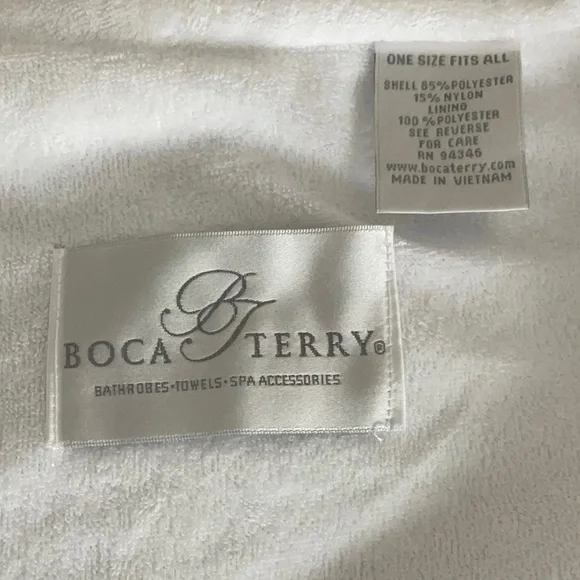 ONE SIZE FITS ALL
SHELL 85% POLYESTER
15% NYLON
LINING
100% POLYESTER
SEE REVERSE
FOR CARE
RN 94346
www.bocaterry.com
MADE IN VIETNAM
BT
BOCA TERRY®
BATHROBES•TOWELS•SPA ACCESSORIES